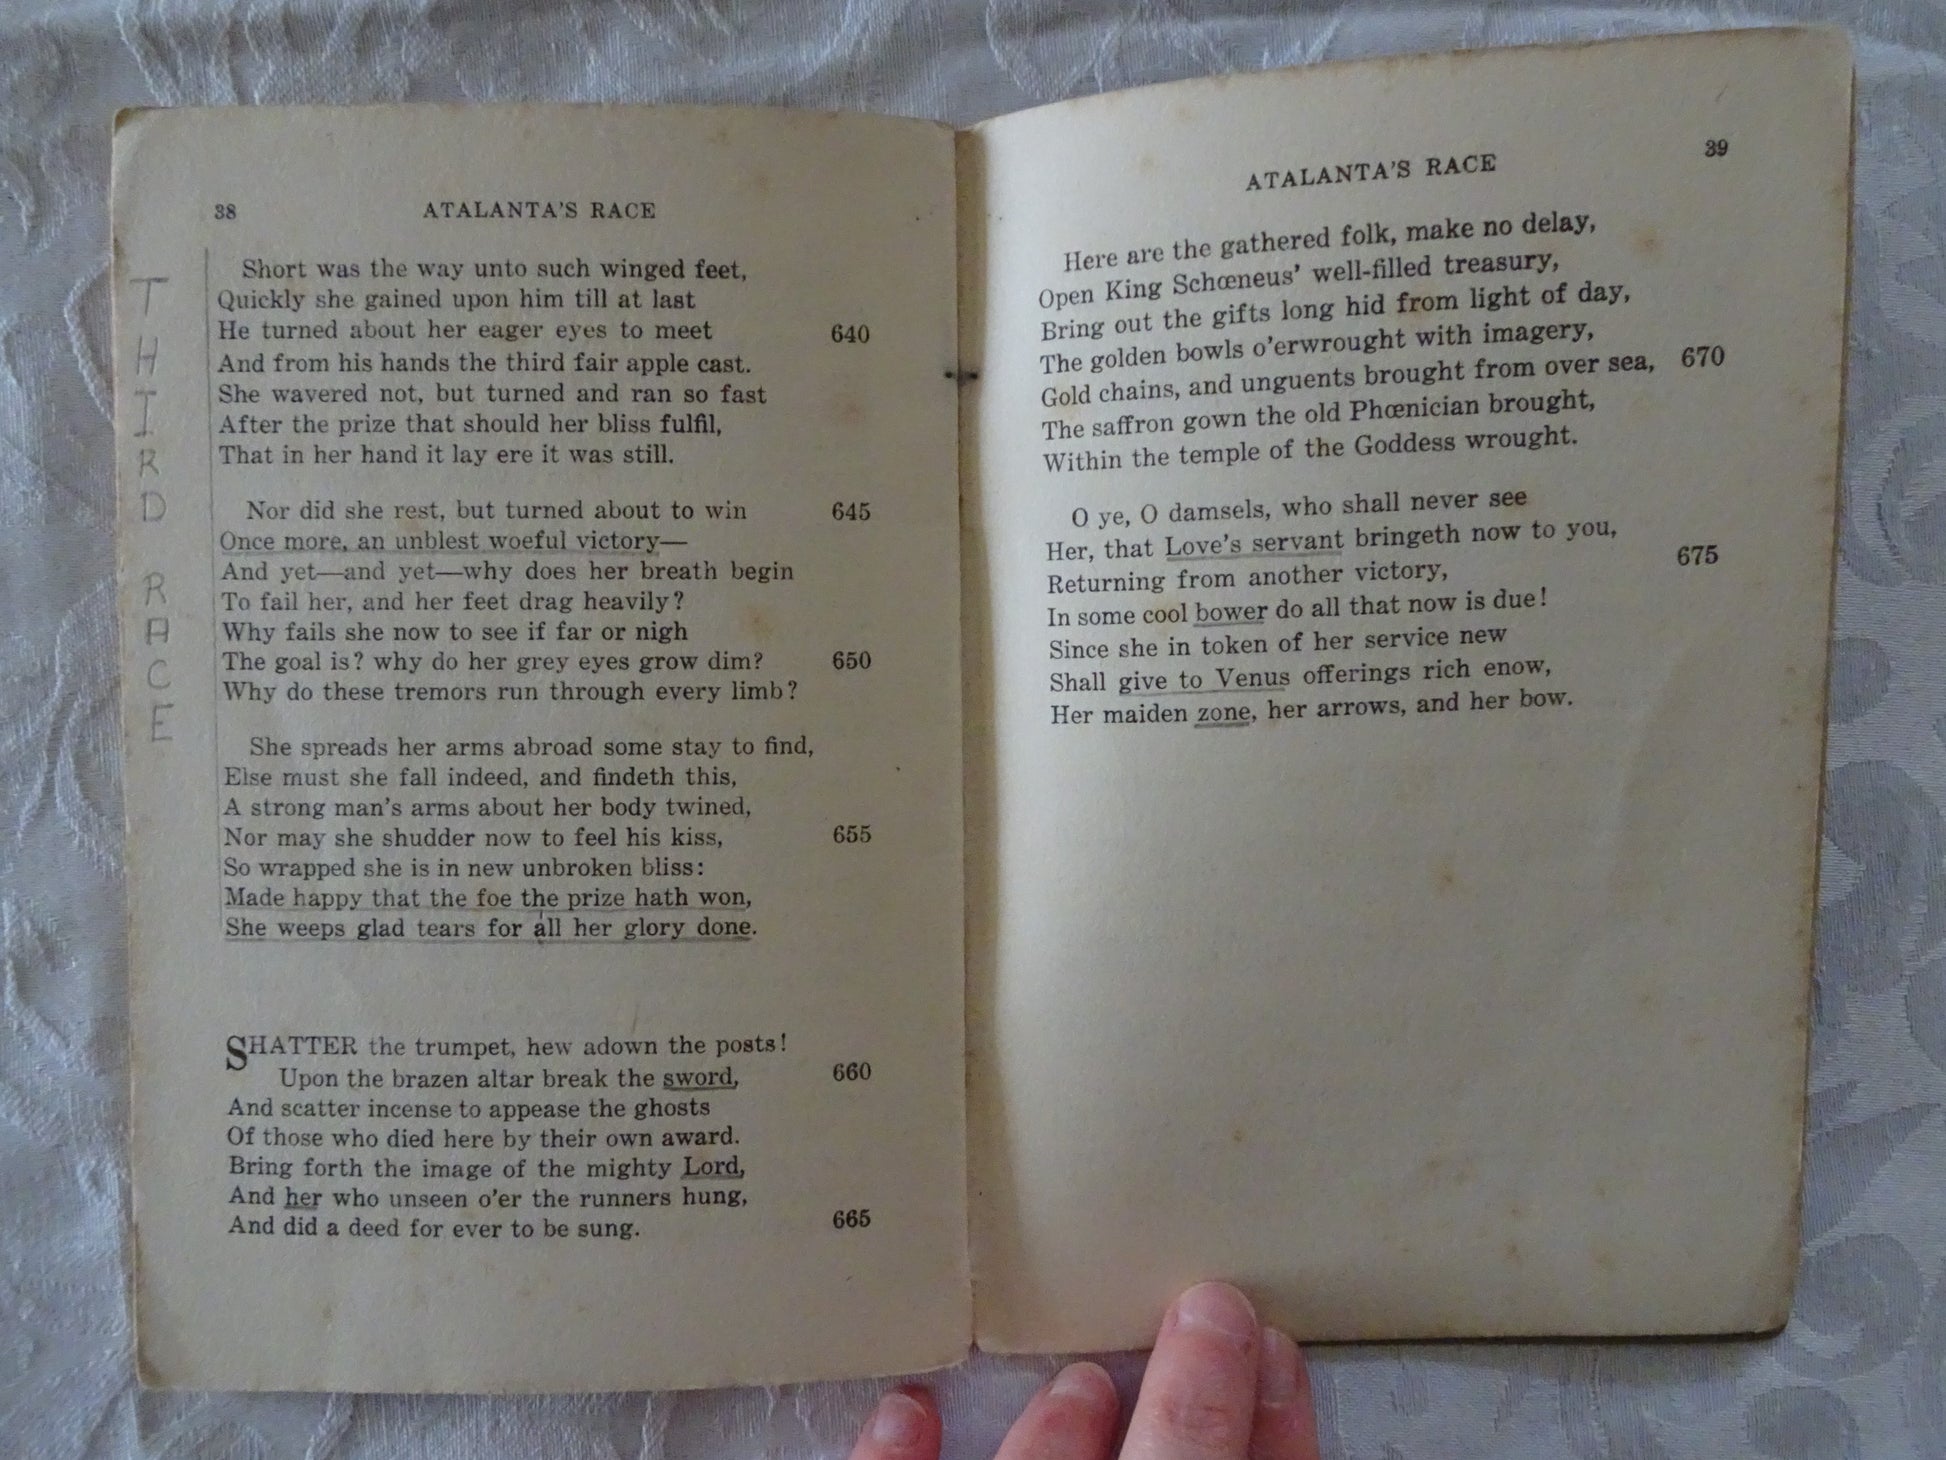 38
ATALANTA'S RACE
THIRD RACE
Short was the way unto such winged feet,
Quickly she gained upon him till at last
He turned about her eager eyes to meet 640
And from his hands the third fair apple cast.
She wavered not, but turned and ran so fast
After the prize that should her bliss fulfil,
That in her hand it lay ere it was still.
Nor did she rest, but turned about to win 645
Once more, an unblest woeful victory—
And yet—and yet—why does her breath begin
To fail her, and her feet drag heavily?
Why fails she now to see if far or nigh
The goal is? why do her grey eyes grow dim? 650
Why do these tremors run through every limb?
She spreads her arms abroad some stay to find,
Else must she fall indeed, and findeth this,
A strong man's arms about her body twined,
Nor may she shudder now to feel his kiss, 655
So wrapped she is in new unbroken bliss:
Made happy that the foe the prize hath won,
She weeps glad tears for all her glory done.
SHATTER the trumpet, hew adown the posts!
Upon the brazen altar break the sword, 660
And scatter incense to appease the ghosts
Of those who died here by their own award.
Bring forth the image of the mighty Lord,
And her who unseen o'er the runners hung,
And did a deed for ever to be sung. 665
ATALANTA'S RACE
39
Here are the gathered folk, make no delay,
Open King Schœneus' well-filled treasury,
Bring out the gifts long hid from light of day,
The golden bowls o'erwrought with imagery,
Gold chains, and unguents brought from over sea, 670
The saffron gown the old Phœnician brought,
Within the temple of the Goddess wrought.
O ye, O damsels, who shall never see
Her, that Love's servant bringeth now to you,
Returning from another victory, 675
In some cool bower do all that now is due!
Since she in token of her service new
Shall give to Venus offerings rich enow,
Her maiden zone, her arrows, and her bow.